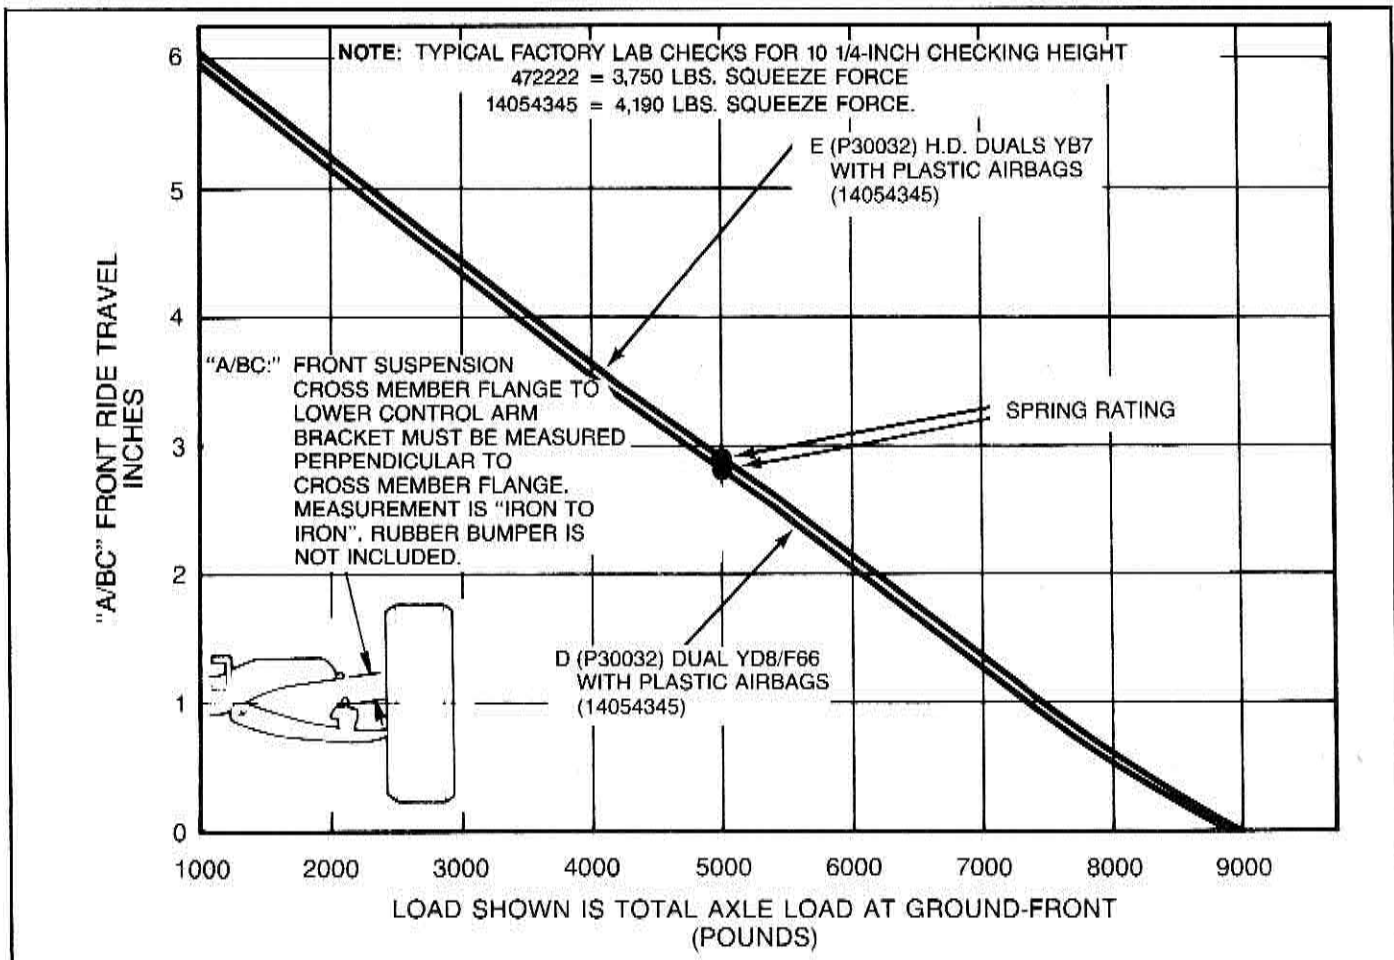 NOTE: TYPICAL FACTORY LAB CHECKS FOR 10 1/4-INCH CHECKING HEIGHT
472222 = 3,750 LBS. SQUEEZE FORCE
14054345 = 4,190 LBS. SQUEEZE FORCE.
E (P30032) H.D. DUALS YB7
WITH PLASTIC AIRBAGS
(14054345)
"A/BC" FRONT RIDE TRAVEL
INCHES
6
5
4
3
2
1
0
"A/BC:" FRONT SUSPENSION
CROSS MEMBER FLANGE TO
LOWER CONTROL ARM
BRACKET MUST BE MEASURED
PERPENDICULAR TO
CROSS MEMBER FLANGE.
MEASUREMENT IS "IRON TO
IRON". RUBBER BUMPER IS
NOT INCLUDED.
SPRING RATING
D (P30032) DUAL YD8/F66
WITH PLASTIC AIRBAGS
(14054345)
1000 2000 3000 4000 5000 6000 7000 8000 9000
LOAD SHOWN IS TOTAL AXLE LOAD AT GROUND-FRONT
(POUNDS)